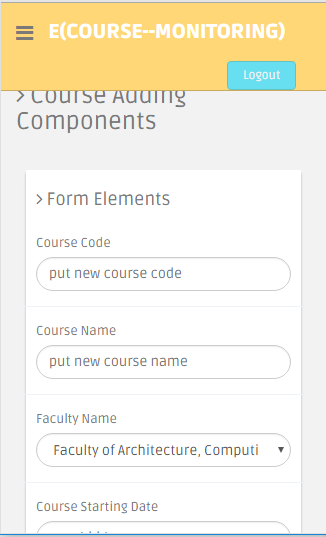 E(COURSE--MONITORING)
Logout
Course Adding
Components
Form Elements
Course Code
put new course code
Course Name
put new course name
Faculty Name
Faculty of Architecture, Computi
Course Starting Date